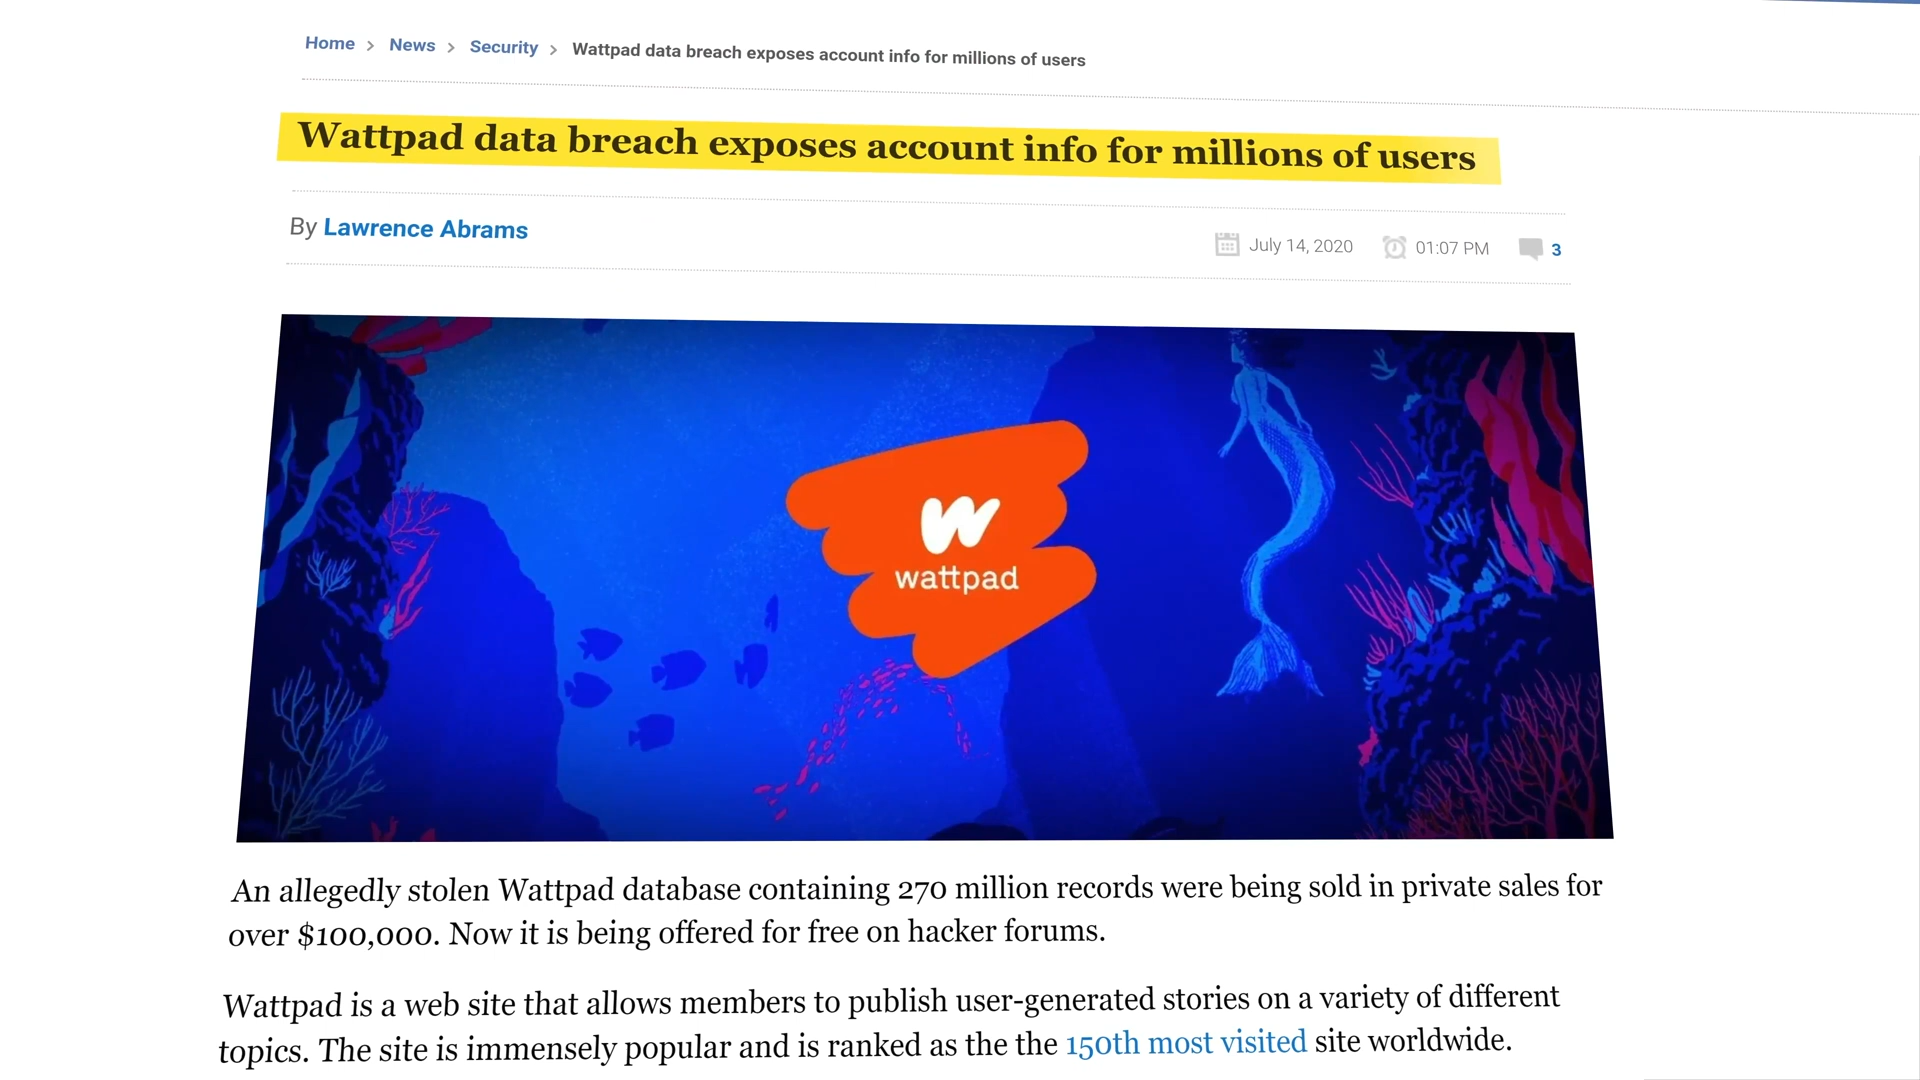 Home > News > Security > Wattpad data breach exposes account info for millions of users
Wattpad data breach exposes account info for millions of users
By Lawrence Abrams
July 14, 2020 01:07 PM 3
wattpad
An allegedly stolen Wattpad database containing 270 million records were being sold in private sales for
over $100,000. Now it is being offered for free on hacker forums.
Wattpad is a web site that allows members to publish user-generated stories on a variety of different
topics. The site is immensely popular and is ranked as the the 150th most visited site worldwide.